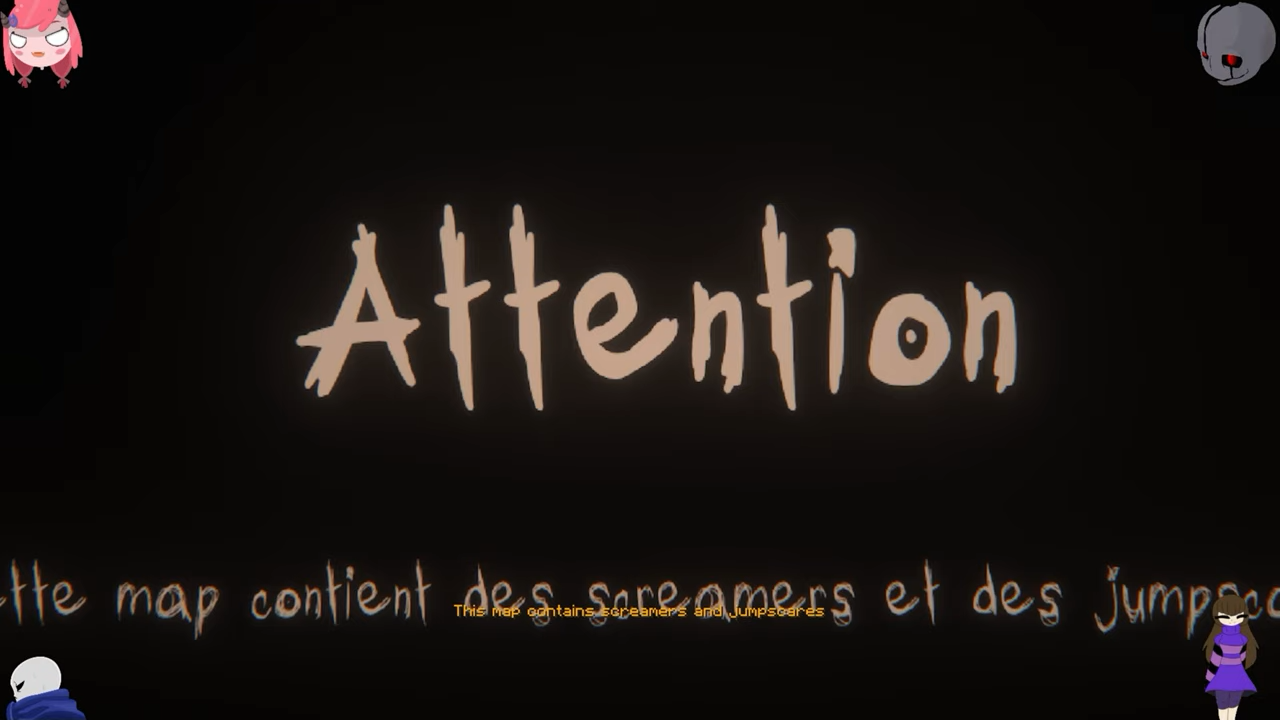 Attention
tte map contient des screamers et des jumpsc
This map contains screamers and jumpscares